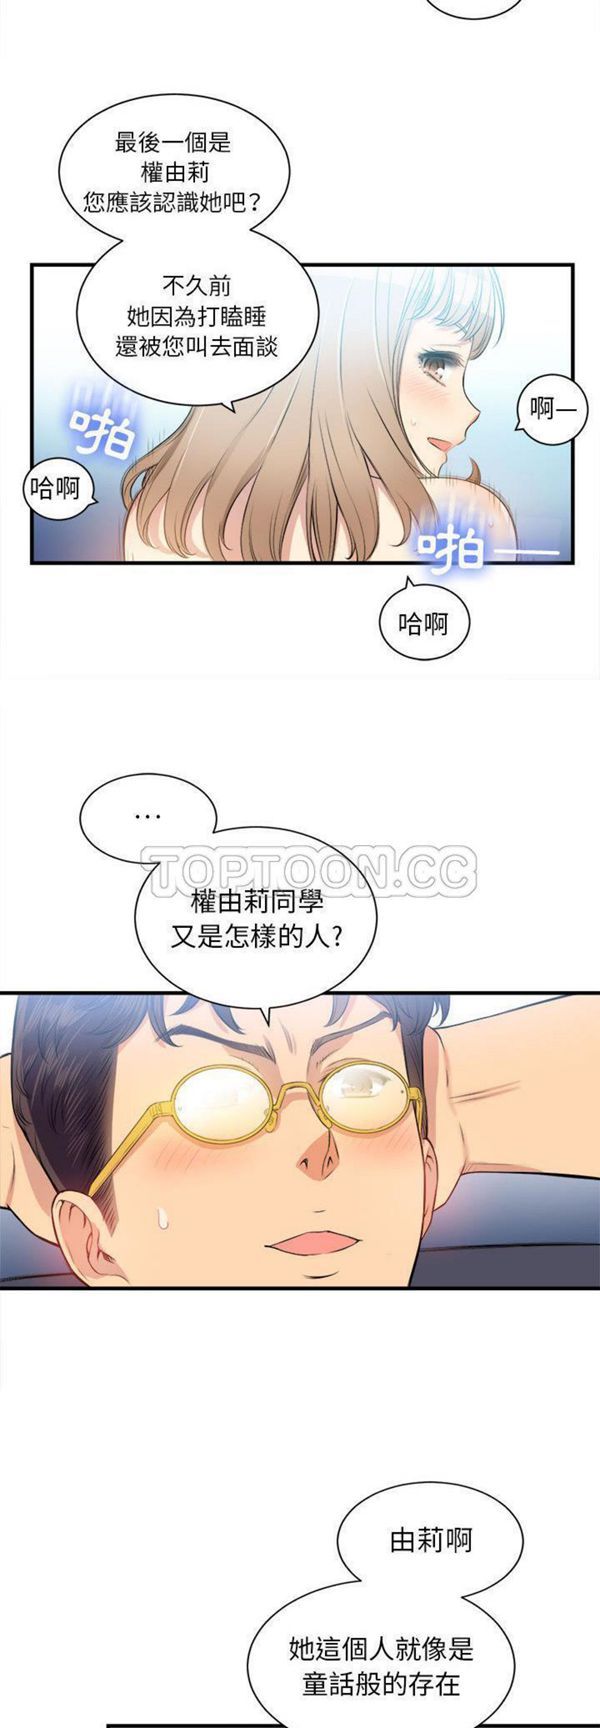 最後一個是
權由莉
您應該認識她吧?
不久前
她因為打瞌睡
還被您叫去面談
啊—
啪
哈啊
啪—
哈啊
…
TOPTOON.CC
權由莉同學
又是怎樣的人?
由莉啊
她這個人就像是
童話般的存在